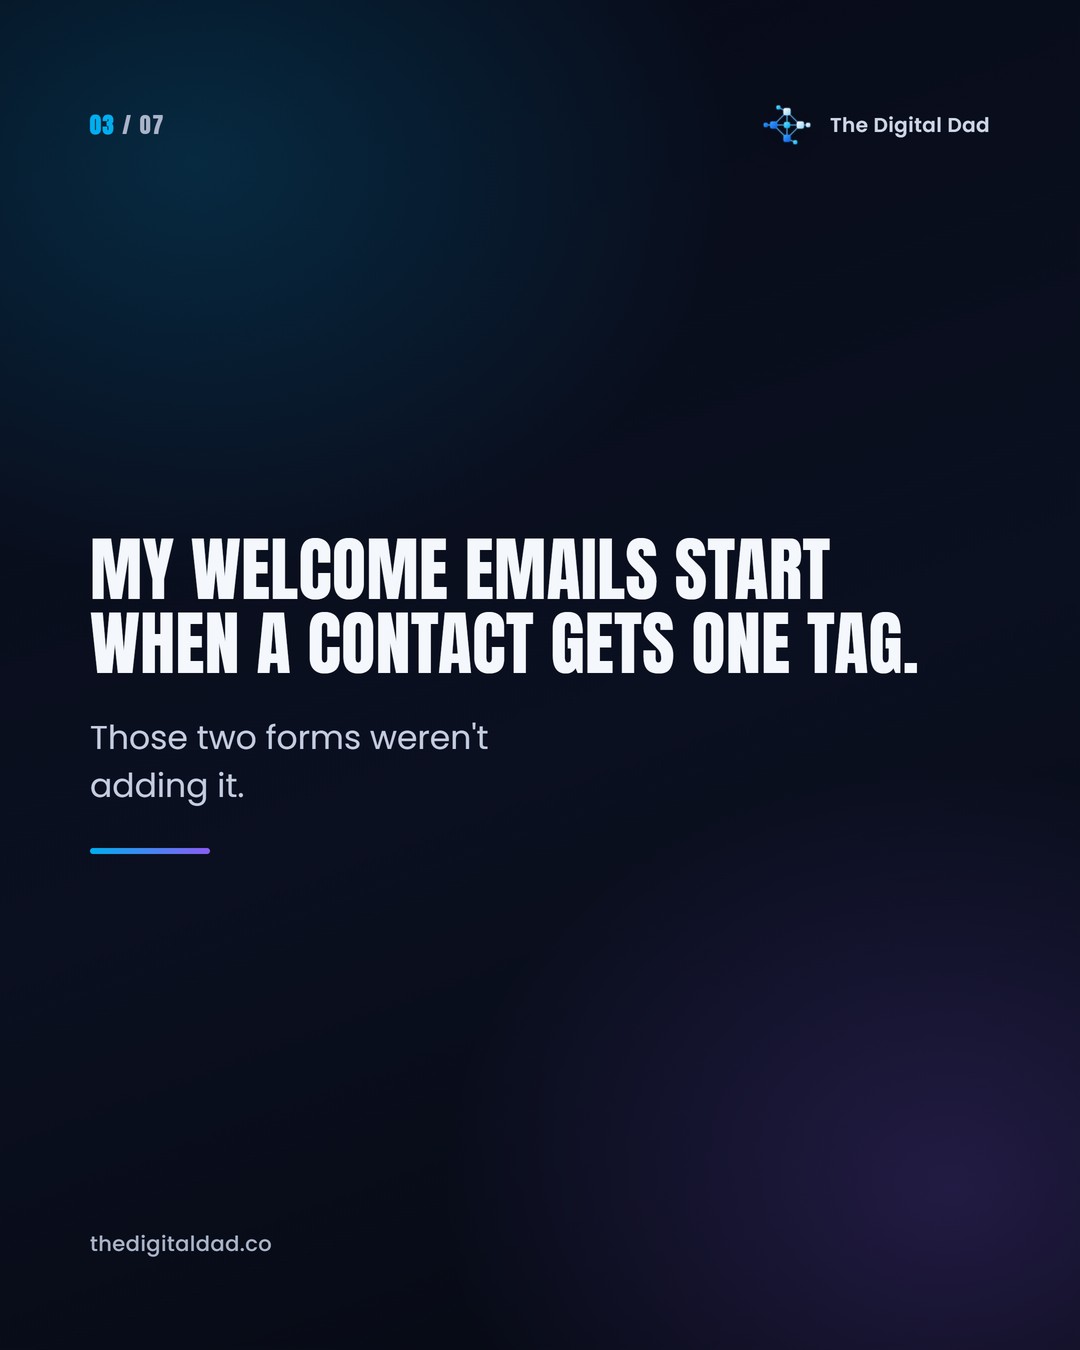 03 / 07
The Digital Dad
MY WELCOME EMAILS START
WHEN A CONTACT GETS ONE TAG.
Those two forms weren't
adding it.
thedigitaldad.co